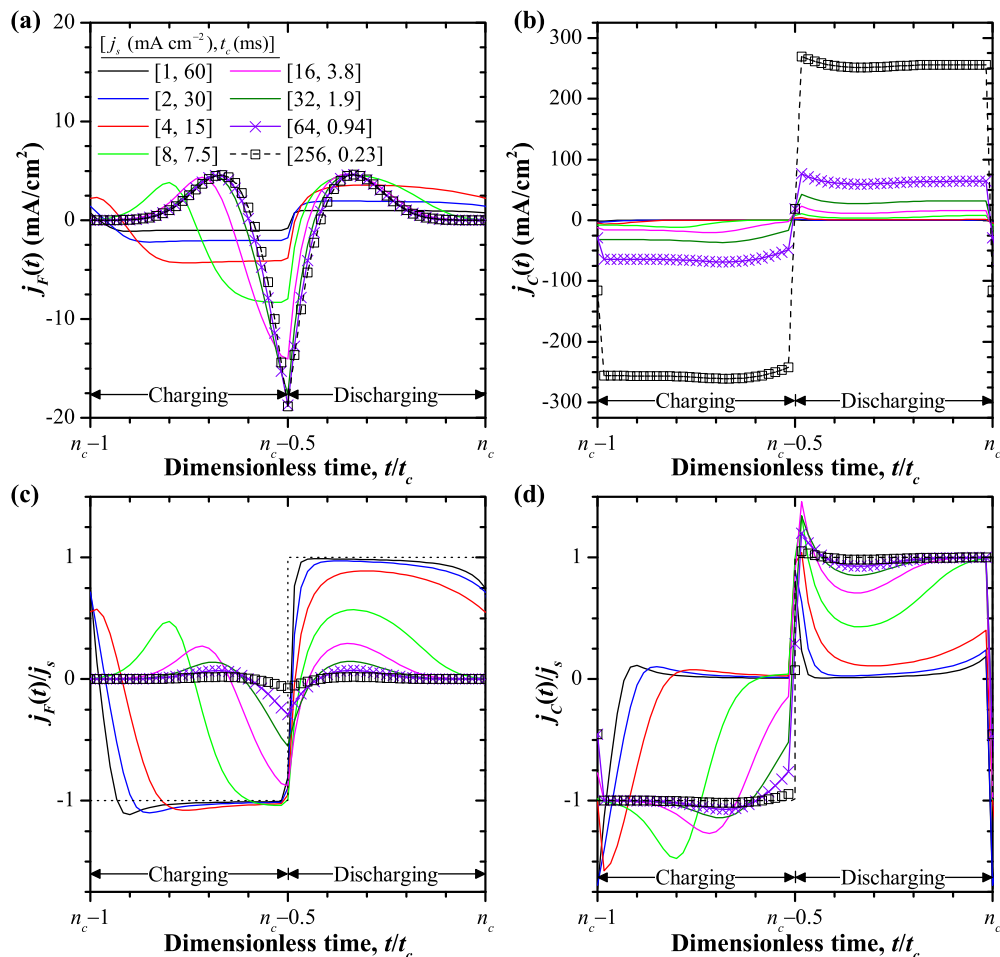 (a)
20
10
0
-10
-20
j_F(t) (mA/cm²)
[j_s (mA cm⁻²), t_c (ms)]
[1, 60] [16, 3.8]
[2, 30] [32, 1.9]
[4, 15] [64, 0.94]
[8, 7.5] [256, 0.23]
Charging Discharging
n_c−1 n_c−0.5 n_c
Dimensionless time, t/t_c
(b)
300
200
100
0
-100
-200
-300
j_C(t) (mA/cm²)
Charging Discharging
n_c−1 n_c−0.5 n_c
Dimensionless time, t/t_c
(c)
1
0
-1
j_F(t)/j_s
Charging Discharging
n_c−1 n_c−0.5 n_c
Dimensionless time, t/t_c
(d)
1
0
-1
j_C(t)/j_s
Charging Discharging
n_c−1 n_c−0.5 n_c
Dimensionless time, t/t_c